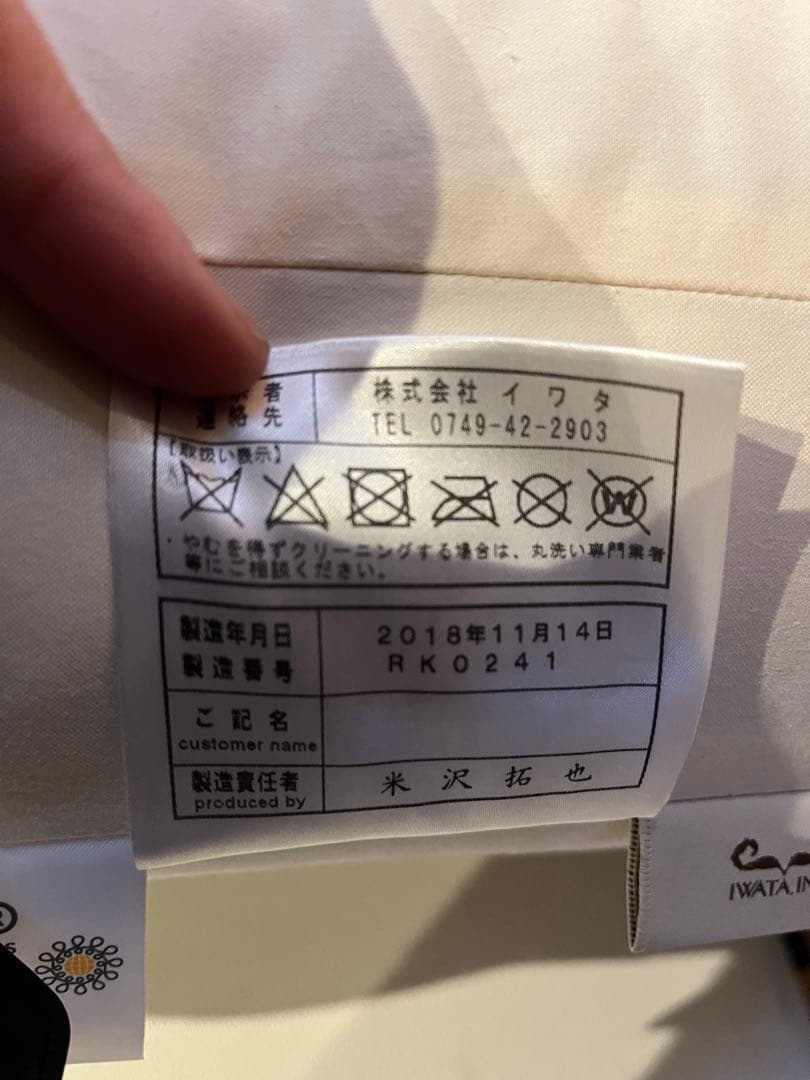 者
連絡先
株式会社 イワタ
TEL 0749-42-2903
【取扱い表示】
W
・やむを得ずクリーニングする場合は、丸洗い専門業者
等にご相談ください。
製造年月日 2018年11月14日
製造番号 RK0241
ご記名
customer name
製造責任者 米沢拓也
produced by
®
IWATA, IN